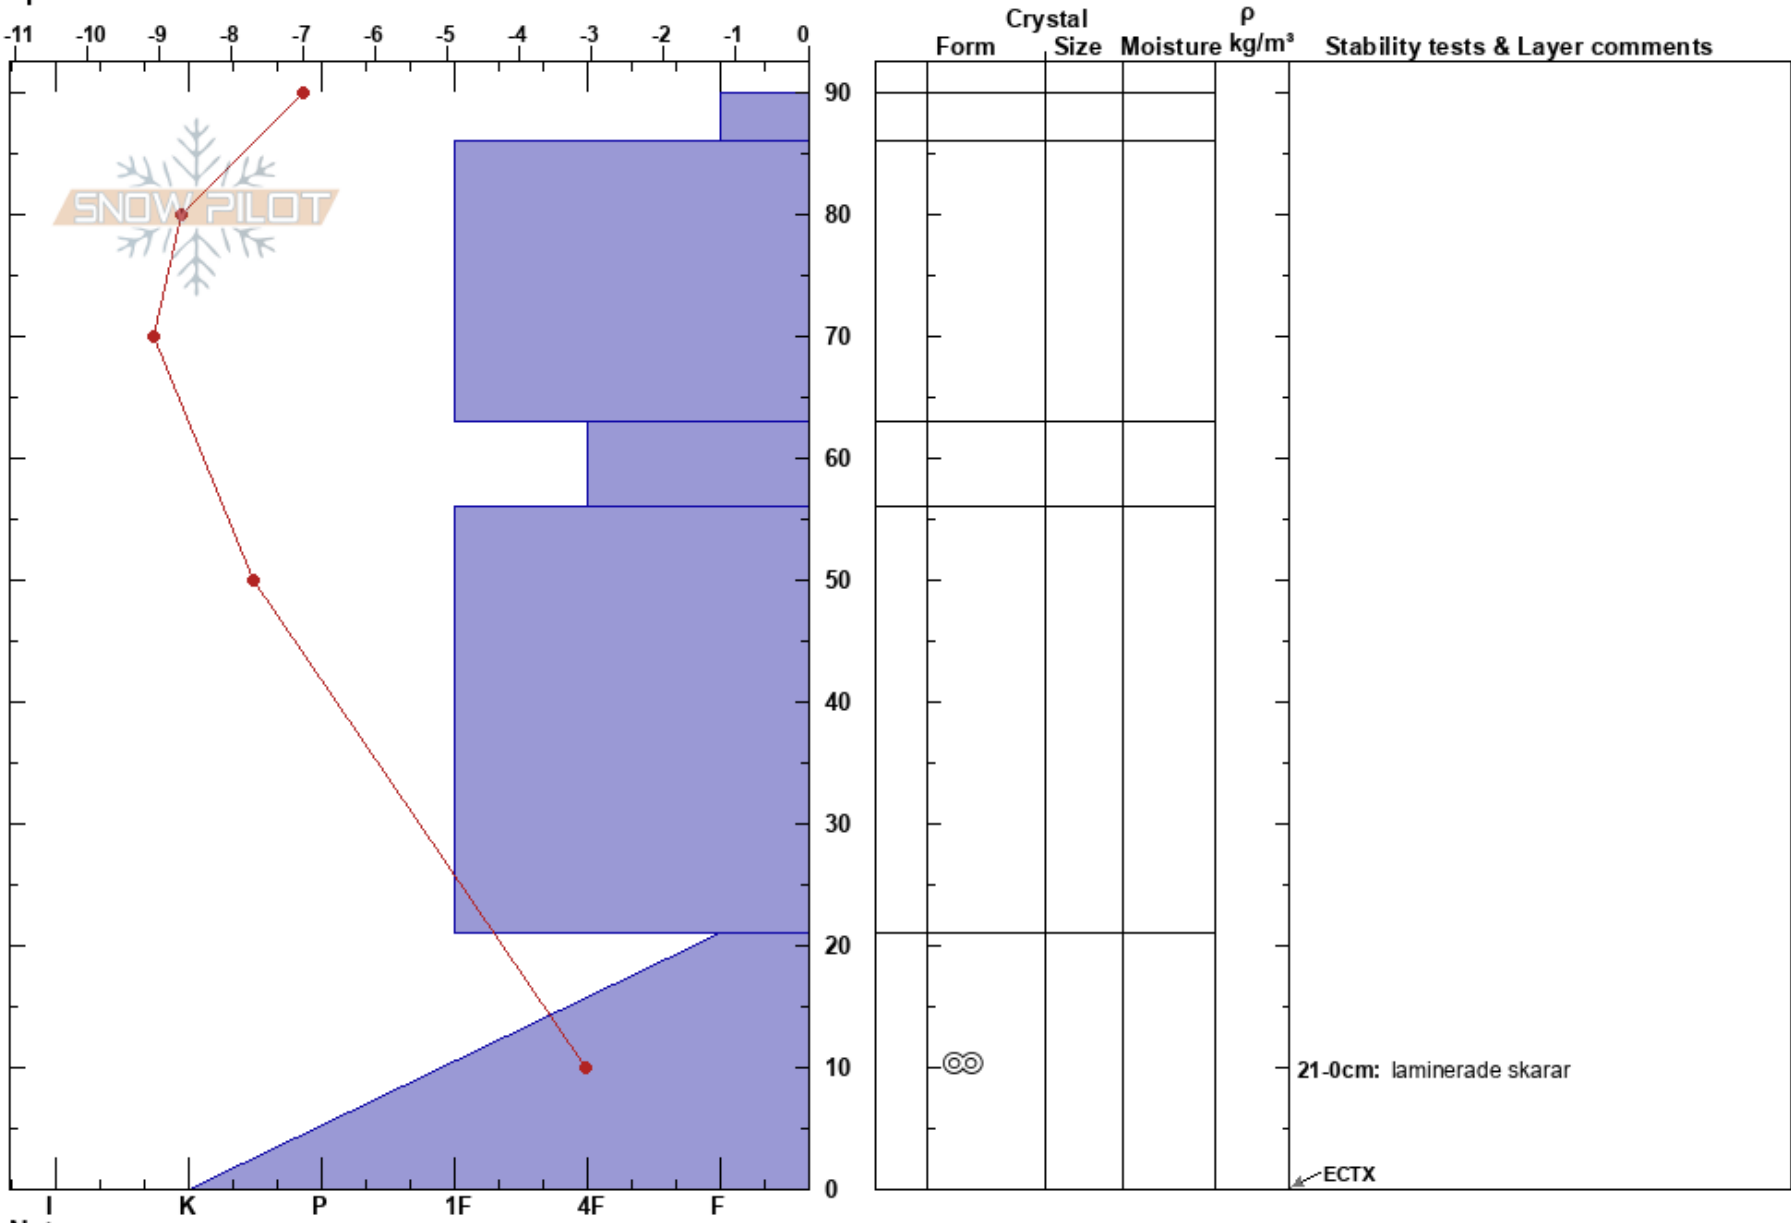 Crystal ρ
-11 -10 -9 -8 -7 -6 -5 -4 -3 -2 -1 0 Form Size Moisture kg/m³ Stability tests & Layer comments
90
SNOW PILOT
80
70
60
50
40
30
20
10
21-0cm: laminerade skarar
ECTX
0
I K P 1F 4F F